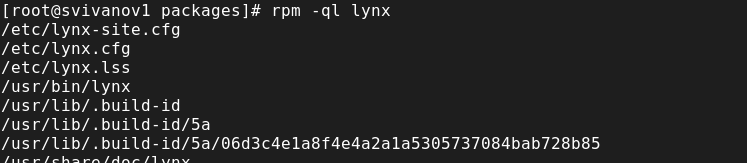 [root@svivanov1 packages]# rpm -ql lynx
/etc/lynx-site.cfg
/etc/lynx.cfg
/etc/lynx.lss
/usr/bin/lynx
/usr/lib/.build-id
/usr/lib/.build-id/5a
/usr/lib/.build-id/5a/06d3c4e1a8f4e4a2a1a5305737084bab728b85
/usr/share/doc/lynx